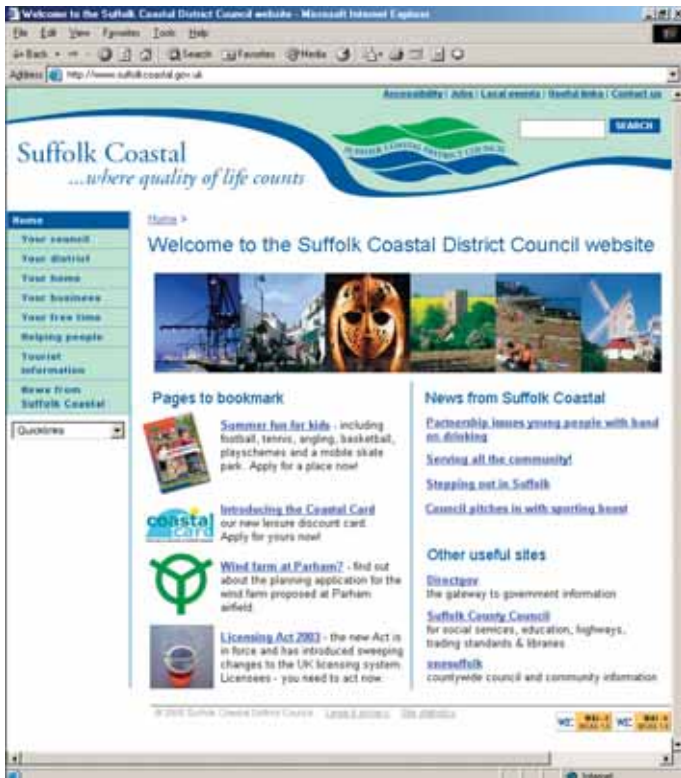 Welcome to the Suffolk Coastal District Council website - Microsoft Internet Explorer
File Edit View Favorites Tools Help
Back Search Favorites Media
Address http://www.suffolkcoastal.gov.uk
Accessibility | Jobs | Local events | Useful links | Contact us
SUFFOLK COASTAL DISTRICT COUNCIL
SEARCH
Suffolk Coastal
...where quality of life counts
Home
Your council
Your district
Your home
Your business
Your free time
Helping people
Tourist
information
News from
Suffolk Coastal
Quicklinks
Home >
Welcome to the Suffolk Coastal District Council website
Pages to bookmark
Summer fun for kids - including
football, tennis, angling, basketball,
playschemes and a mobile skate
park. Apply for a place now!
coastal
card
Introducing the Coastal Card
our new leisure discount card.
Apply for yours now!
Wind farm at Parham? - find out
about the planning application for the
wind farm proposed at Parham
airfield.
Licensing Act 2003 - the new Act is
in force and has introduced sweeping
changes to the UK licensing system.
Licensees - you need to act now.
News from Suffolk Coastal
Partnership issues young people with band
on drinking
Serving all the community!
Stepping out in Suffolk
Council pitches in with sporting boost
Other useful sites
Directgov
the gateway to government information
Suffolk County Council
for social services, education, highways,
trading standards & libraries
onesuffolk
countywide council and community information
Suffolk Coastal District Council
Site statistics
Internet